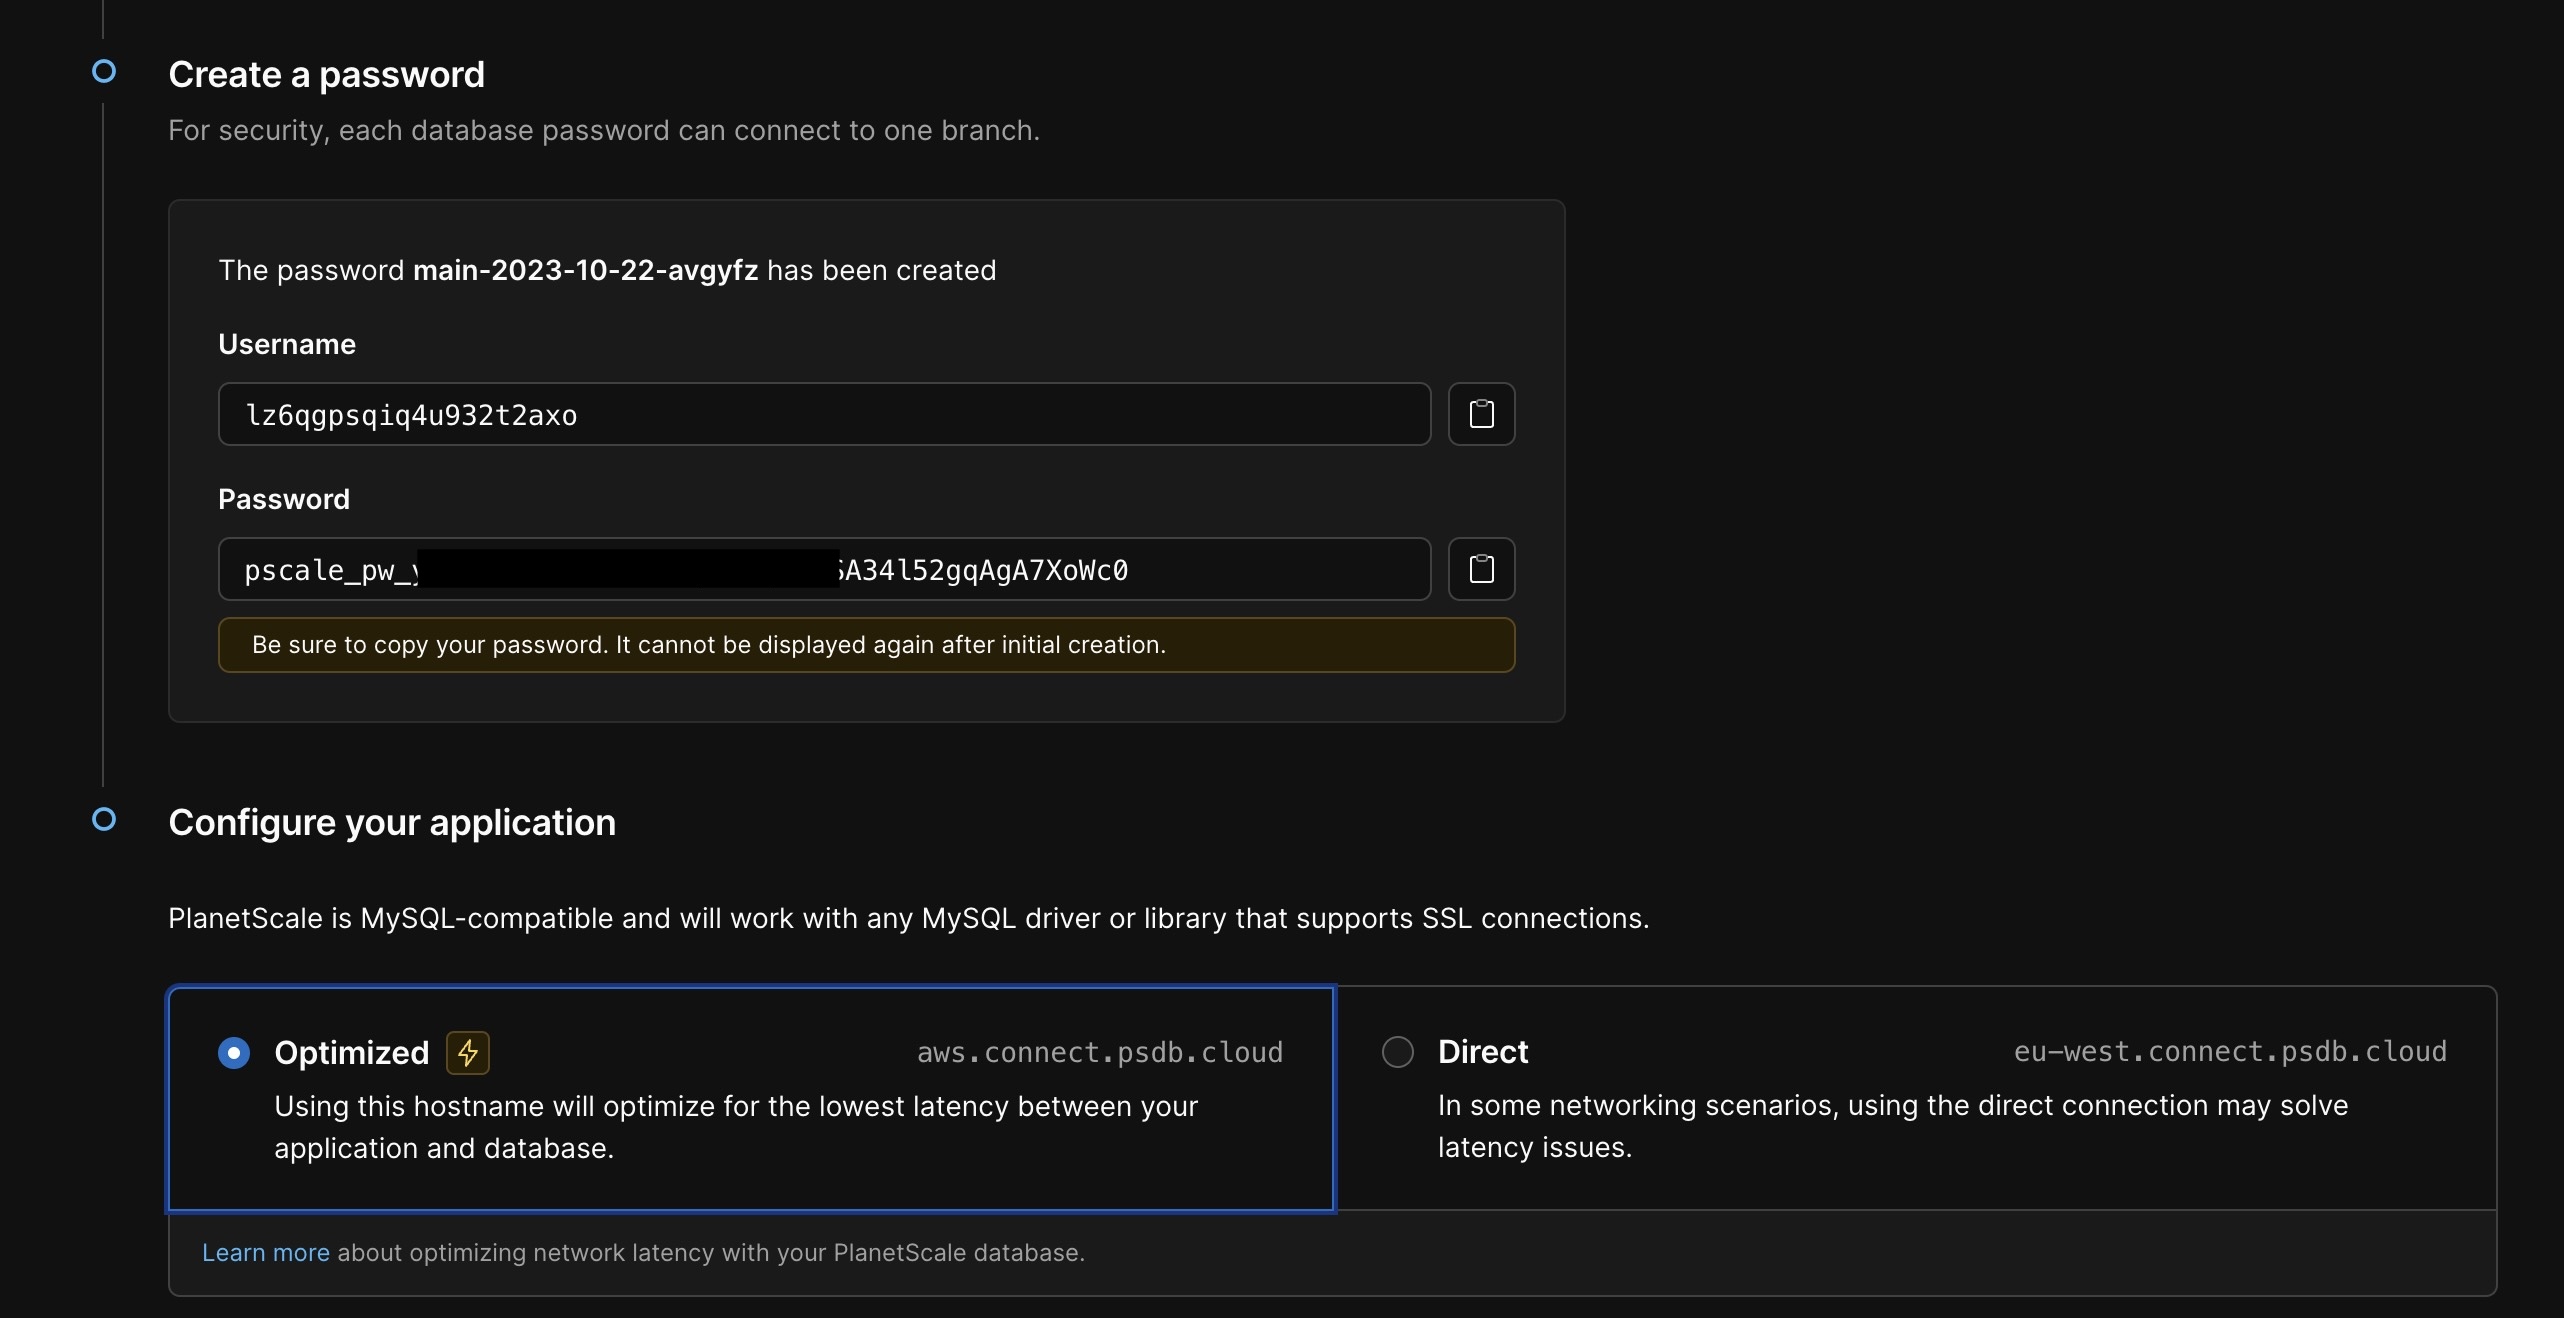 Create a password
For security, each database password can connect to one branch.
The password main-2023-10-22-avgyfz has been created
Username
lz6qgpsqiq4u932t2axo
Password
pscale_pw_y A34l52gqAgA7XoWc0
Be sure to copy your password. It cannot be displayed again after initial creation.
Configure your application
PlanetScale is MySQL-compatible and will work with any MySQL driver or library that supports SSL connections.
Optimized aws.connect.psdb.cloud
Using this hostname will optimize for the lowest latency between your
application and database.
Direct eu-west.connect.psdb.cloud
In some networking scenarios, using the direct connection may solve
latency issues.
Learn more about optimizing network latency with your PlanetScale database.